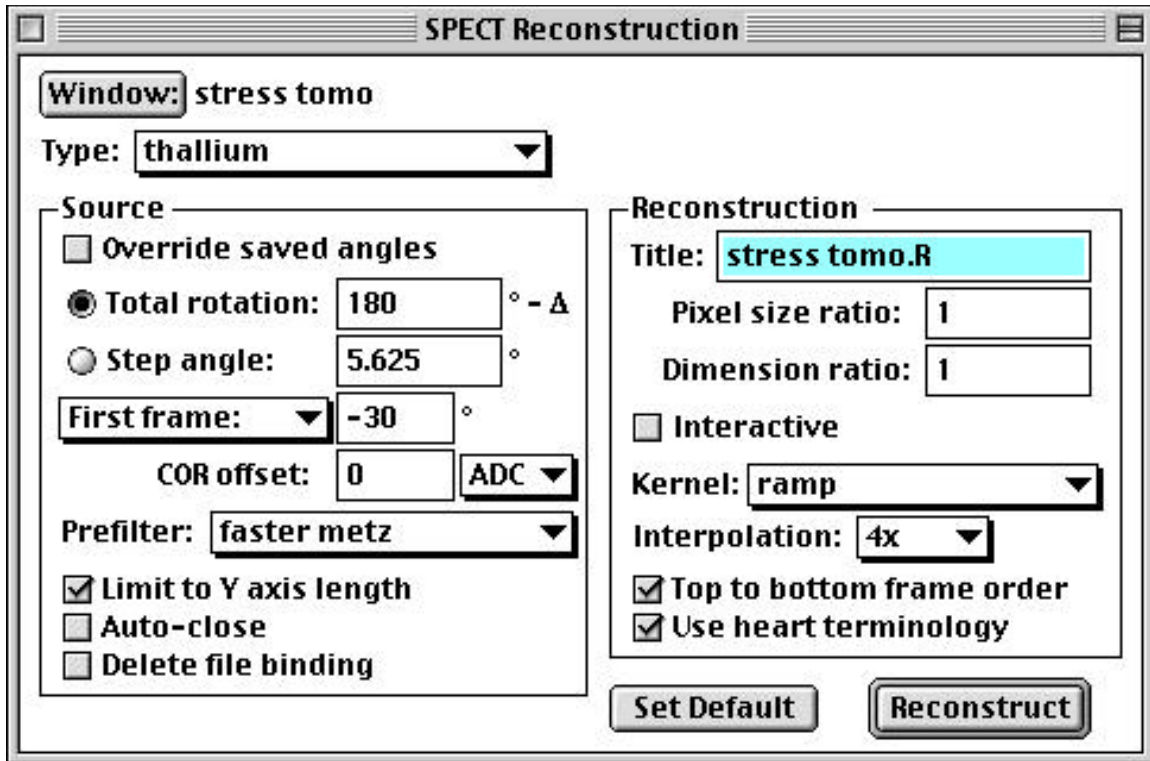 SPECT Reconstruction
Window: stress tomo
Type: thallium
Source
Override saved angles
Total rotation: 180 ° - Δ
Step angle: 5.625 °
First frame: -30 °
COR offset: 0 ADC
Prefilter: faster metz
Limit to Y axis length
Auto-close
Delete file binding
Reconstruction
Title: stress tomo.R
Pixel size ratio: 1
Dimension ratio: 1
Interactive
Kernel: ramp
Interpolation: 4x
Top to bottom frame order
Use heart terminology
Set Default
Reconstruct